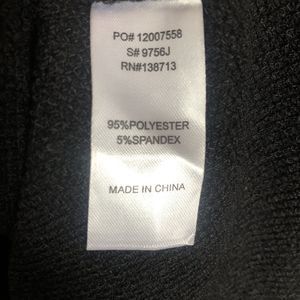 PO# 12007558
S# 9756J
RN#138713
95%POLYESTER
5%SPANDEX
MADE IN CHINA